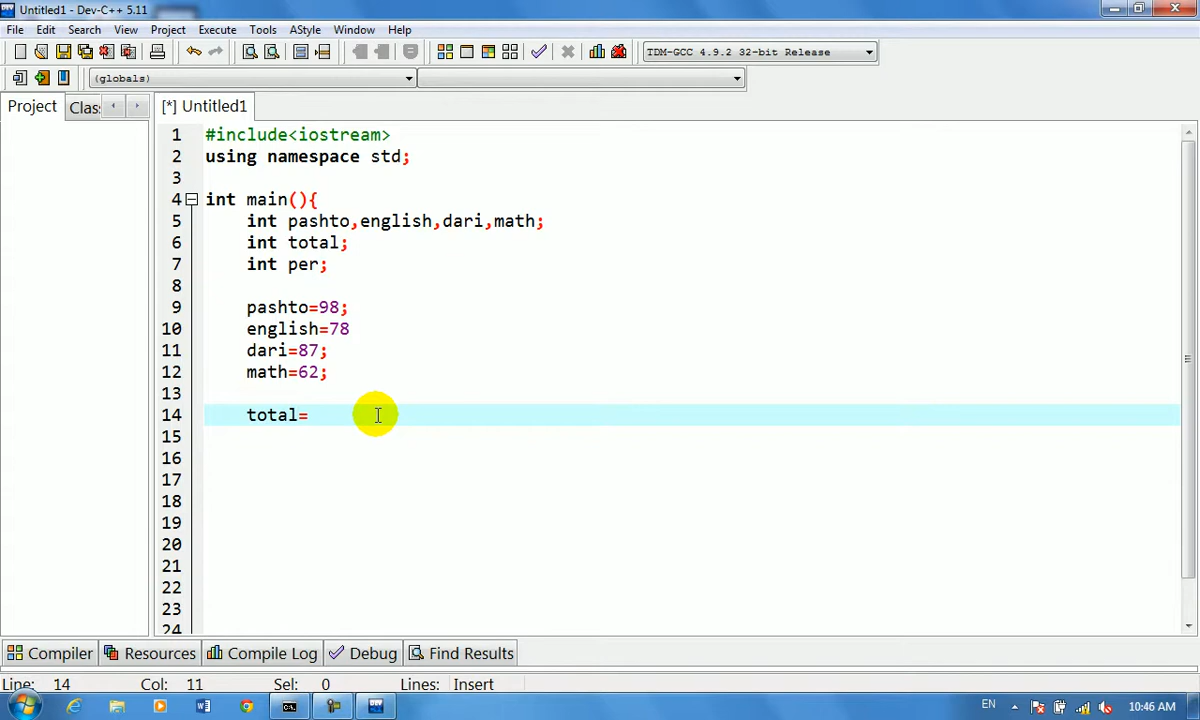 Untitled1 - Dev-C++ 5.11
File Edit Search View Project Execute Tools AStyle Window Help
TDM-GCC 4.9.2 32-bit Release
(globals)
Project Clas [*] Untitled1
1 #include<iostream>
2 using namespace std;
3
4 int main(){
5 int pashto,english,dari,math;
6 int total;
7 int per;
8
9 pashto=98;
10 english=78
11 dari=87;
12 math=62;
13
14 total=
15
16
17
18
19
20
21
22
23
24
Compiler Resources Compile Log Debug Find Results
Line: 14 Col: 11 Sel: 0 Lines: Insert
EN 10:46 AM